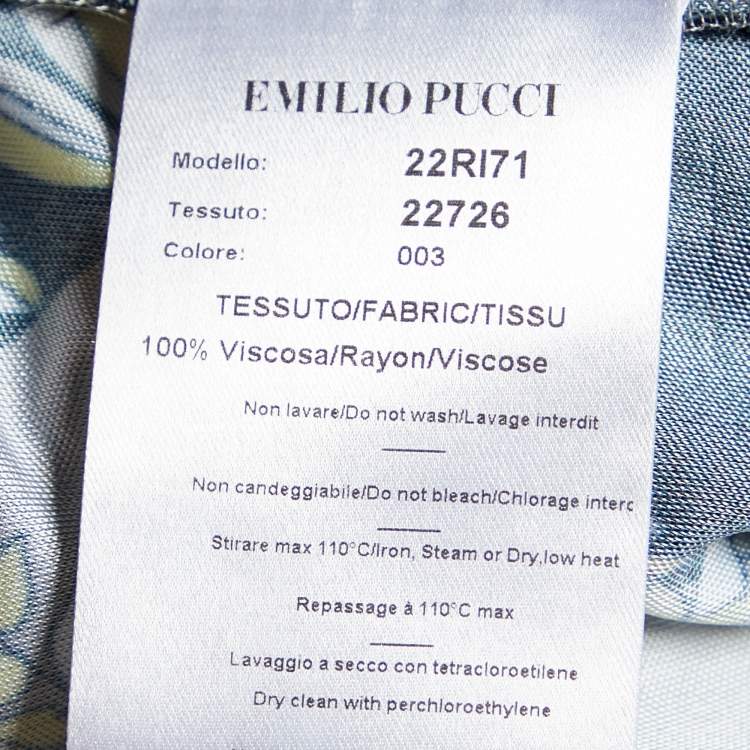 EMILIO PUCCI
Modello: 22RI71
Tessuto: 22726
Colore: 003
TESSUTO/FABRIC/TISSU
100% Viscosa/Rayon/Viscose
Non lavare/Do not wash/Lavage interdit
Non candeggiabile/Do not bleach/Chlorage interc
Stirare max 110°C/Iron, Steam or Dry,low heat
Repassage à 110°C max
Lavaggio a secco con tetracloroetilene
Dry clean with perchloroethylene